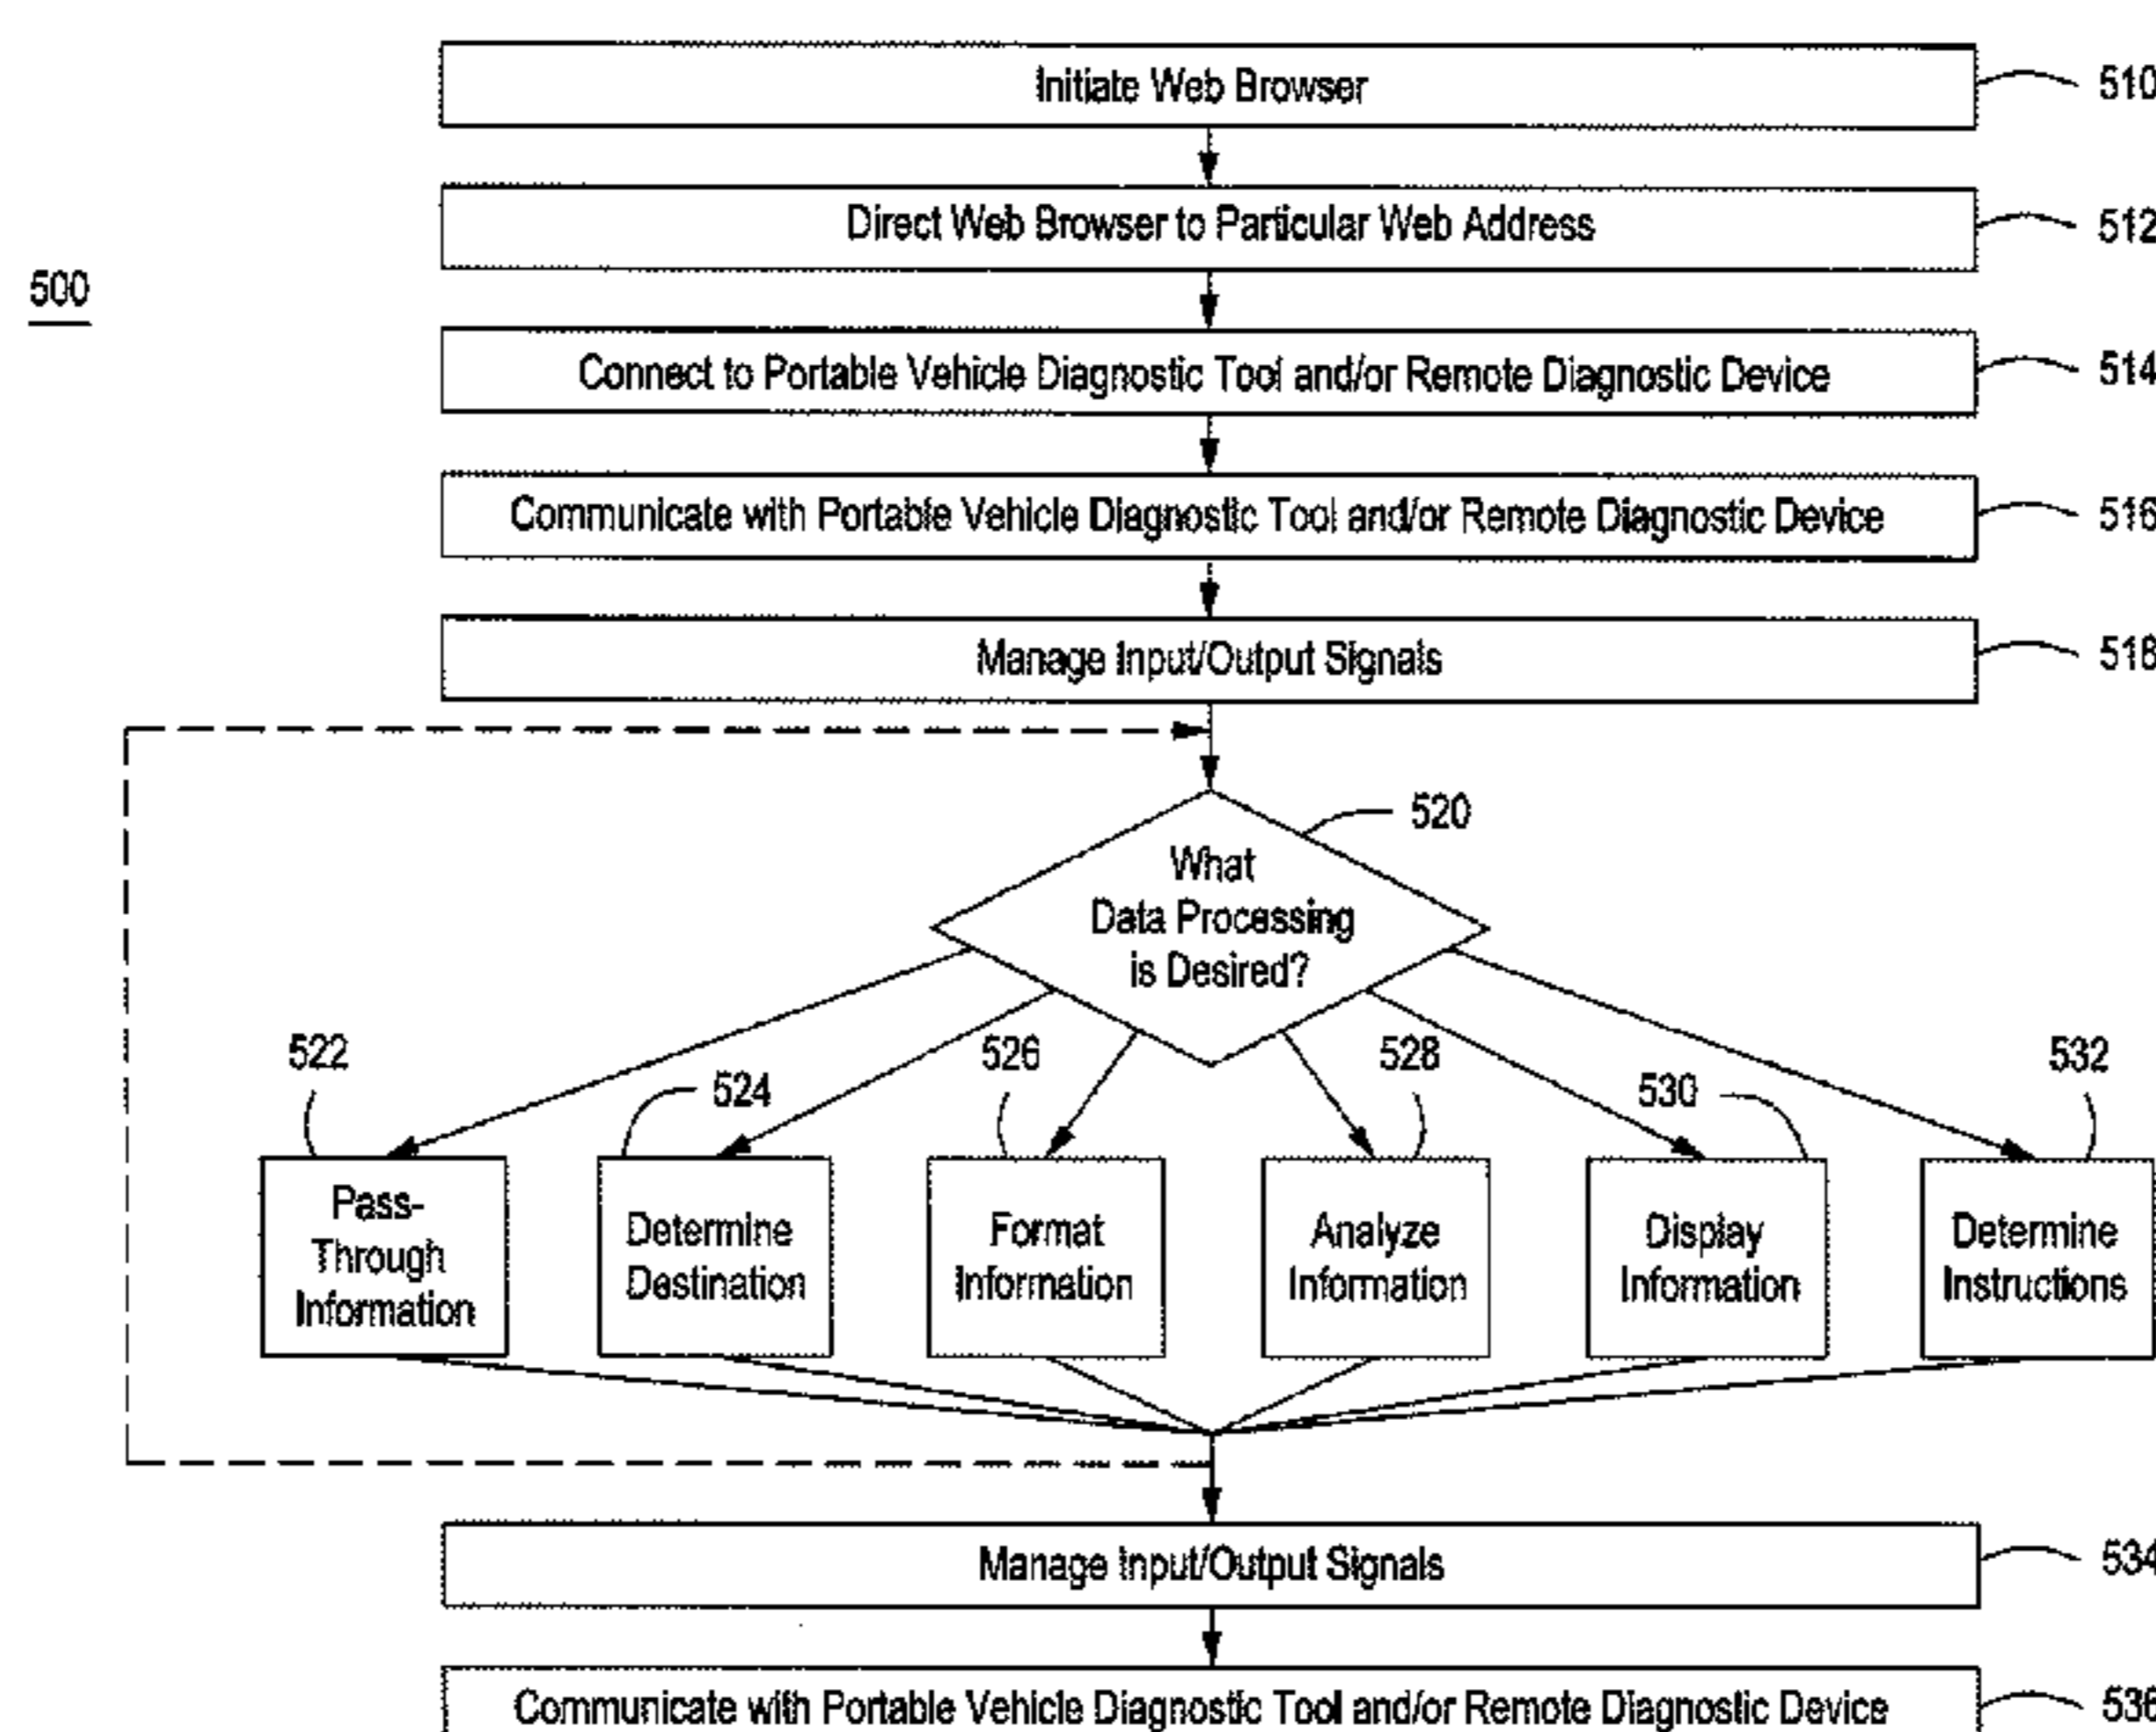 Initiate Web Browser
510
Direct Web Browser to Particular Web Address
512
500
Connect to Portable Vehicle Diagnostic Tool and/or Remote Diagnostic Device
514
Communicate with Portable Vehicle Diagnostic Tool and/or Remote Diagnostic Device
516
Manage Input/Output Signals
518
520
What
Data Processing
is Desired?
522
524
526
528
530
532
Pass-
Through
Information
Determine
Destination
Format
Information
Analyze
Information
Display
Information
Determine
Instructions
Manage Input/Output Signals
534
Communicate with Portable Vehicle Diagnostic Tool and/or Remote Diagnostic Device
536